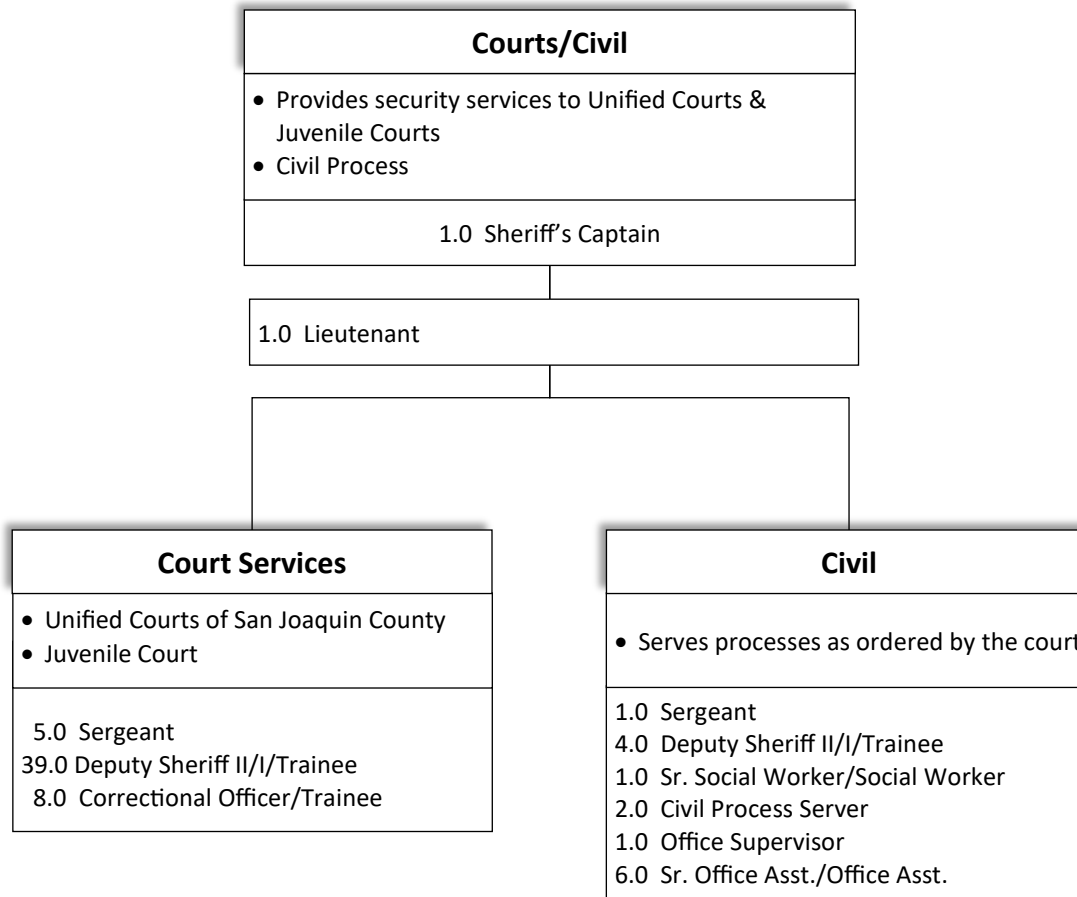 Courts/Civil
• Provides security services to Unified Courts &
Juvenile Courts
• Civil Process
1.0 Sheriff’s Captain
1.0 Lieutenant
Court Services
• Unified Courts of San Joaquin County
• Juvenile Court
5.0 Sergeant
39.0 Deputy Sheriff II/I/Trainee
8.0 Correctional Officer/Trainee
Civil
• Serves processes as ordered by the court
1.0 Sergeant
4.0 Deputy Sheriff II/I/Trainee
1.0 Sr. Social Worker/Social Worker
2.0 Civil Process Server
1.0 Office Supervisor
6.0 Sr. Office Asst./Office Asst.